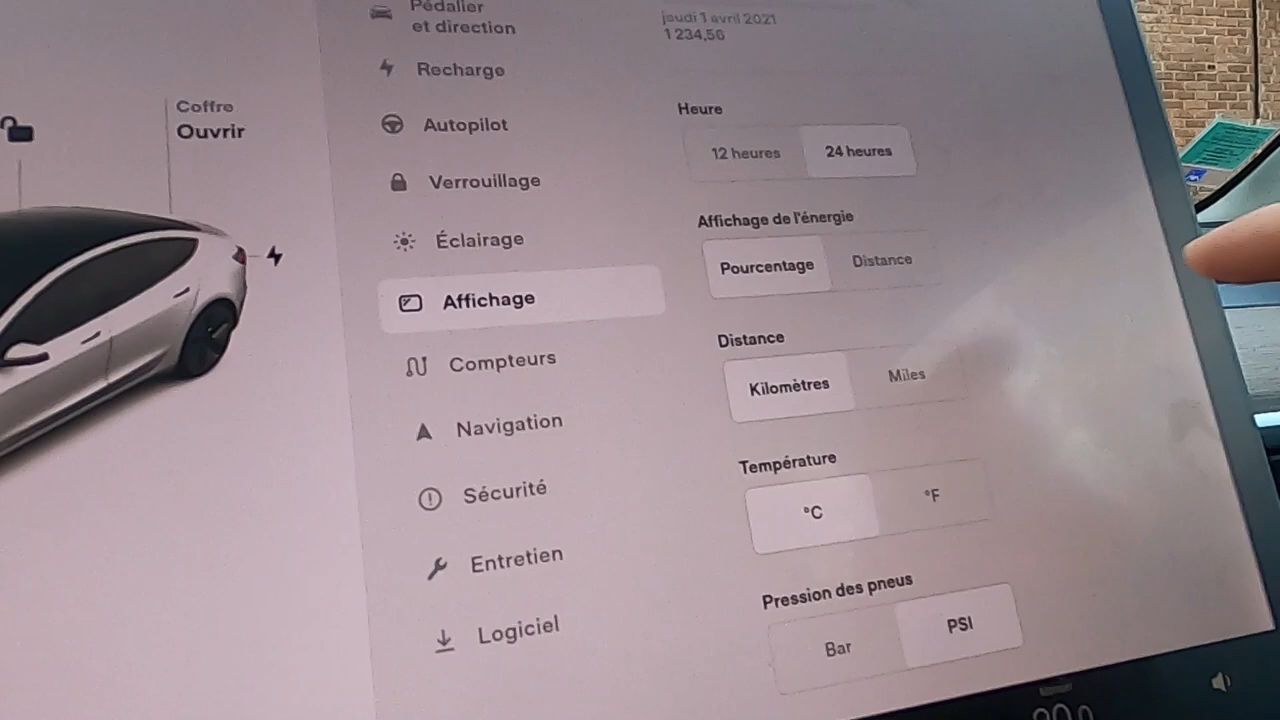 Coffre
Ouvrir
Pédalier
et direction
Recharge
Autopilot
Verrouillage
Éclairage
Affichage
Compteurs
Navigation
Sécurité
Entretien
Logiciel
jeudi 1 avril 2021
1 234,56
Heure
12 heures 24 heures
Affichage de l'énergie
Pourcentage Distance
Distance
Kilomètres Miles
Température
°C °F
Pression des pneus
Bar PSI